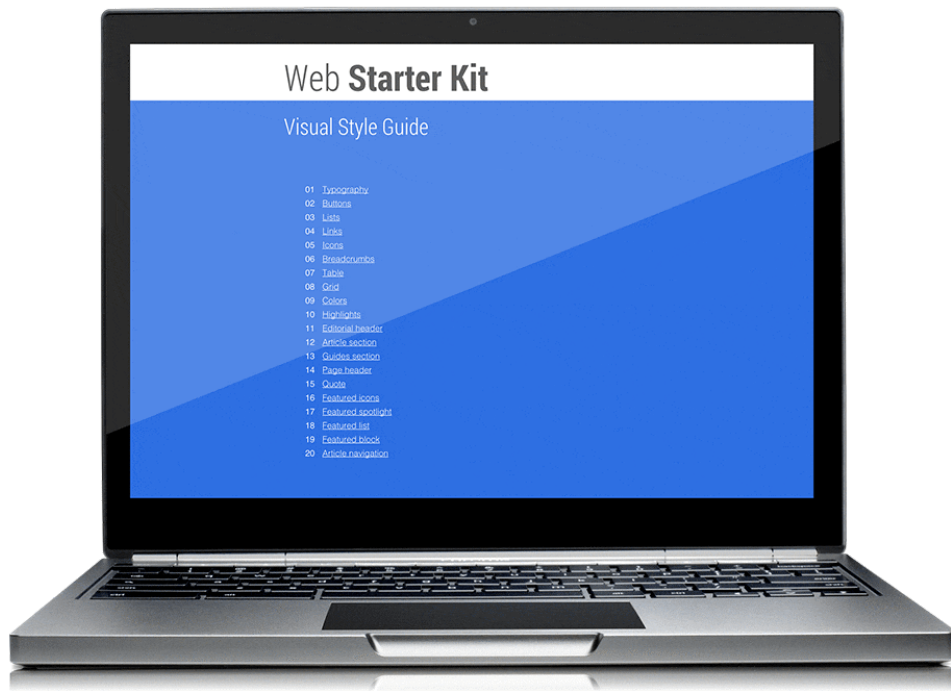 Web Starter Kit
Visual Style Guide
01 Typography
02 Buttons
03 Lists
04 Links
05 Icons
06 Breadcrumbs
07 Table
08 Grid
09 Colors
10 Highlights
11 Editorial header
12 Article section
13 Guides section
14 Page header
15 Quote
16 Featured icons
17 Featured spotlight
18 Featured list
19 Featured block
20 Article navigation